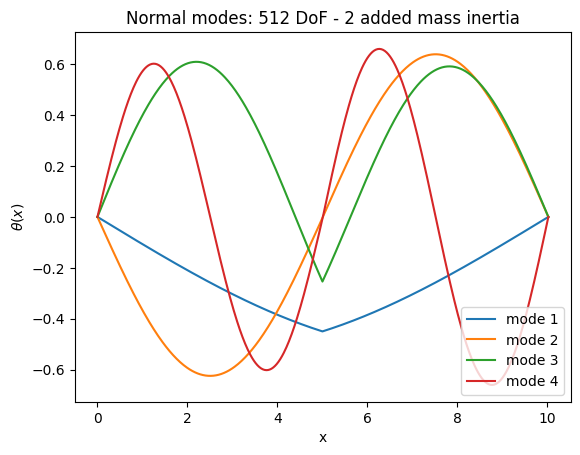 Normal modes: 512 DoF - 2 added mass inertia
θ(x)
0.6
0.4
0.2
0.0
−0.2
−0.4
−0.6
0
2
4
6
8
10
x
mode 1
mode 2
mode 3
mode 4